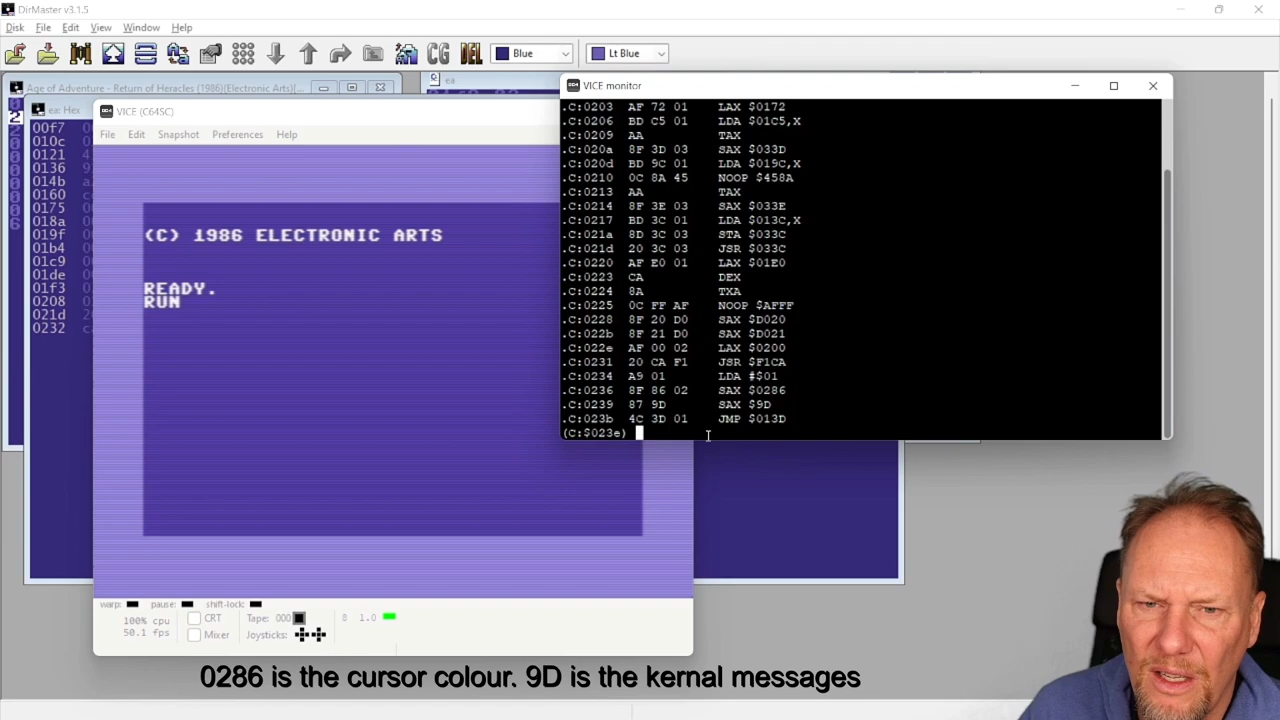 DirMaster v3.1.5
Disk File Edit View Window Help
CG DEL Blue Lt Blue
Age of Adventure - Return of Heracles (1986)(Electronic Arts)(...
ea
ea: Hex
00f7
010c
0121
0136
014b
0160
0175
018a
019f
01b4
01c9
01de
01f3
0208
021d
0232
VICE (C64SC)
File Edit Snapshot Preferences Help
(C) 1986 ELECTRONIC ARTS
READY.
RUN
warp: pause: shift-lock:
100% cpu
50.1 fps
CRT
Mixer
Tape: 000
Joysticks:
8 1.0
VICE monitor
.C:0203 AF 72 01 LAX $0172
.C:0206 BD C5 01 LDA $01C5,X
.C:0209 AA TAX
.C:020a 8F 3D 03 SAX $033D
.C:020d BD 9C 01 LDA $019C,X
.C:0210 0C 8A 45 NOOP $458A
.C:0213 AA TAX
.C:0214 8F 3E 03 SAX $033E
.C:0217 BD 3C 01 LDA $013C,X
.C:021a 8D 3C 03 STA $033C
.C:021d 20 3C 03 JSR $033C
.C:0220 AF E0 01 LAX $01E0
.C:0223 CA DEX
.C:0224 8A TXA
.C:0225 0C FF AF NOOP $AFFF
.C:0228 8F 20 D0 SAX $D020
.C:022b 8F 21 D0 SAX $D021
.C:022e AF 00 02 LAX $0200
.C:0231 20 CA F1 JSR $F1CA
.C:0234 A9 01 LDA #$01
.C:0236 8F 86 02 SAX $0286
.C:0239 87 9D SAX $9D
.C:023b 4C 3D 01 JMP $013D
(C:$023e)
0286 is the cursor colour. 9D is the kernal messages